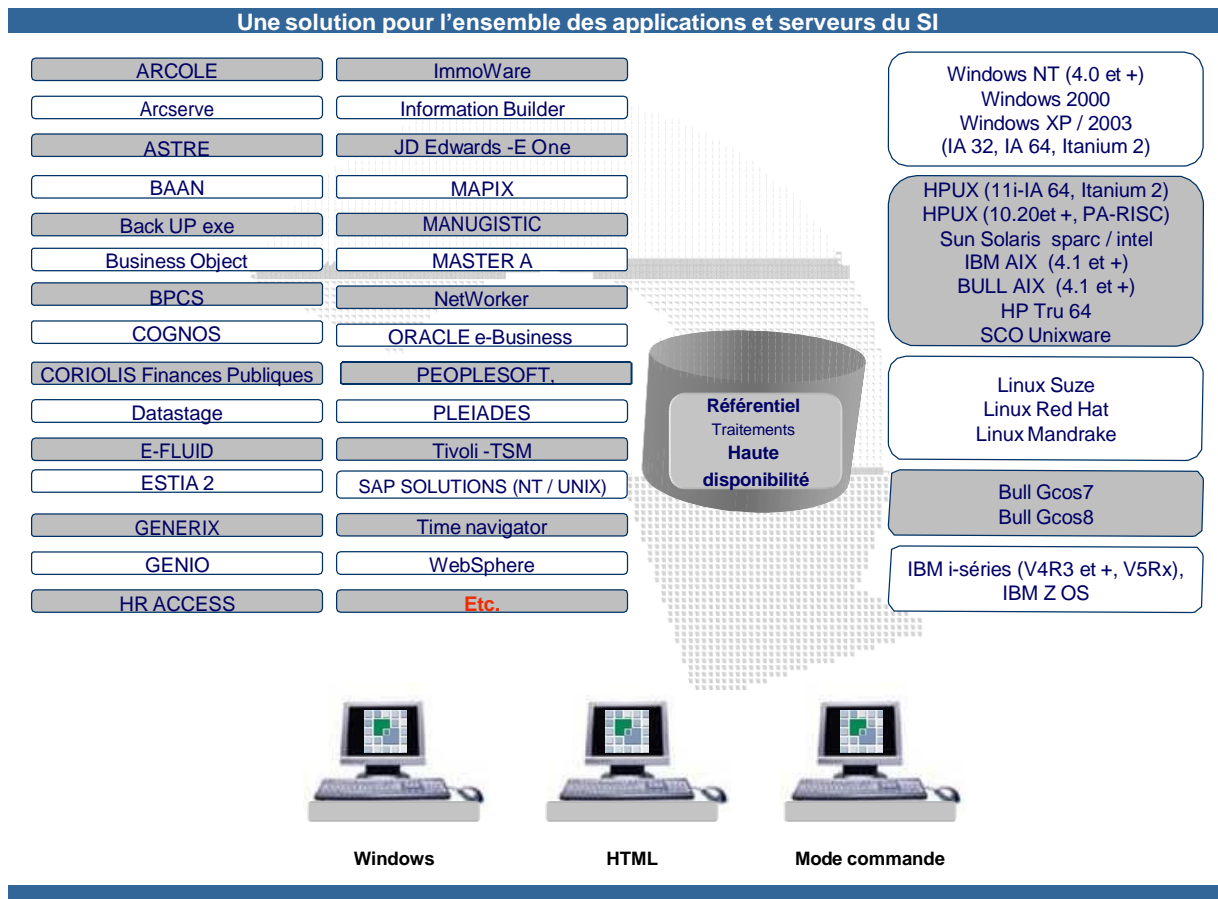 Une solution pour l'ensemble des applications et serveurs du SI
ARCOLE
Arcserve
ASTRE
BAAN
Back UP exe
Business Object
BPCS
COGNOS
CORIOLIS Finances Publiques
Datastage
E-FLUID
ESTIA 2
GENERIX
GENIO
HR ACCESS
ImmoWare
Information Builder
JD Edwards -E One
MAPIX
MANUGISTIC
MASTER A
NetWorker
ORACLE e-Business
PEOPLESOFT,
PLEIADES
Tivoli -TSM
SAP SOLUTIONS (NT / UNIX)
Time navigator
WebSphere
Etc.
Référentiel
Traitements
Haute
disponibilité
Windows NT (4.0 et +)
Windows 2000
Windows XP / 2003
(IA 32, IA 64, Itanium 2)
HPUX (11i-IA 64, Itanium 2)
HPUX (10.20et +, PA-RISC)
Sun Solaris sparc / intel
IBM AIX (4.1 et +)
BULL AIX (4.1 et +)
HP Tru 64
SCO Unixware
Linux Suze
Linux Red Hat
Linux Mandrake
Bull Gcos7
Bull Gcos8
IBM i-séries (V4R3 et +, V5Rx),
IBM Z OS
Windows
HTML
Mode commande